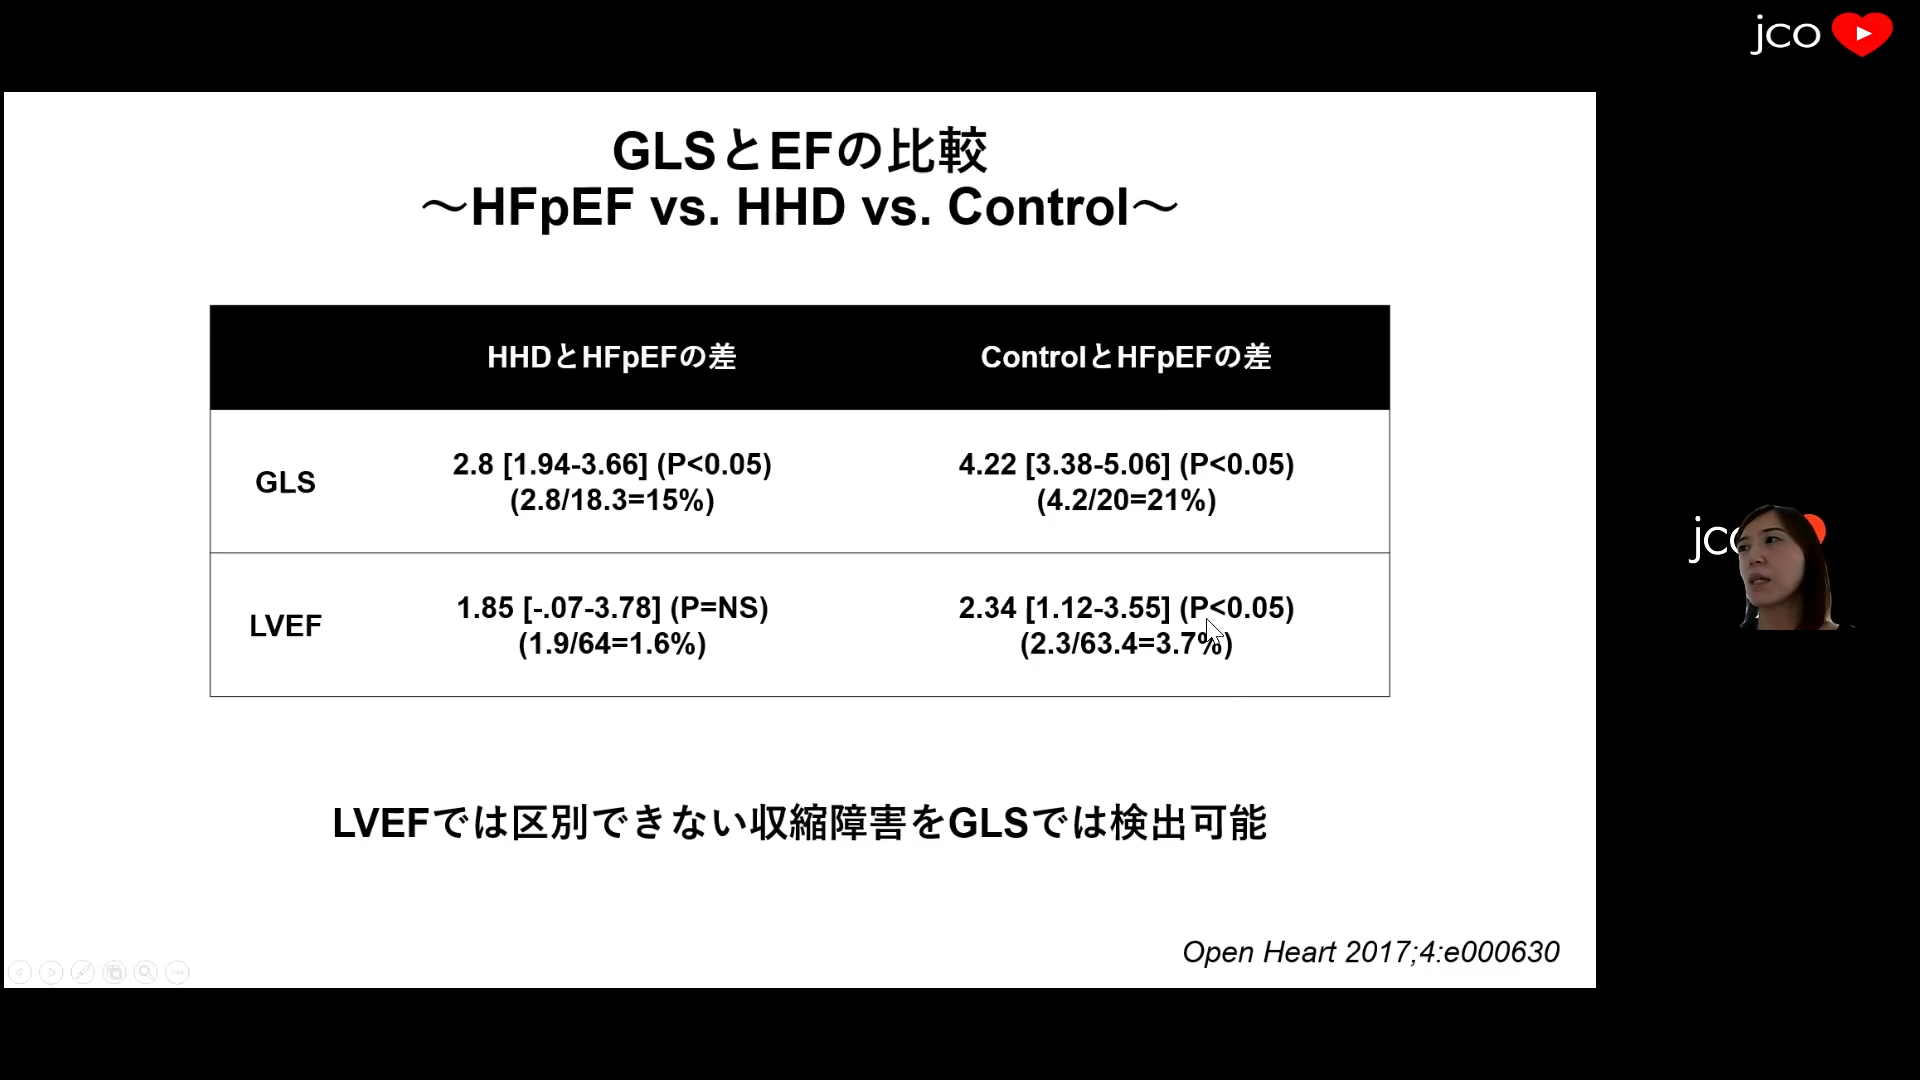 jco
GLSとEFの比較
～HFpEF vs. HHD vs. Control～
HHDとHFpEFの差 ControlとHFpEFの差
GLS
2.8 [1.94-3.66] (P<0.05)
(2.8/18.3=15%)
4.22 [3.38-5.06] (P<0.05)
(4.2/20=21%)
LVEF
1.85 [-.07-3.78] (P=NS)
(1.9/64=1.6%)
2.34 [1.12-3.55] (P<0.05)
(2.3/63.4=3.7%)
jco
LVEFでは区別できない収縮障害をGLSでは検出可能
Open Heart 2017;4:e000630